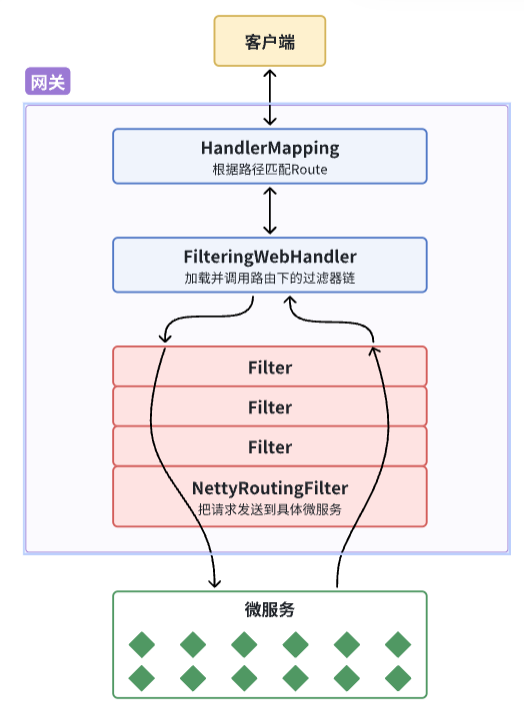 客户端
网关
HandlerMapping
根据路径匹配Route
FilteringWebHandler
加载并调用路由下的过滤器链
Filter
Filter
Filter
NettyRoutingFilter
把请求发送到具体微服务
微服务